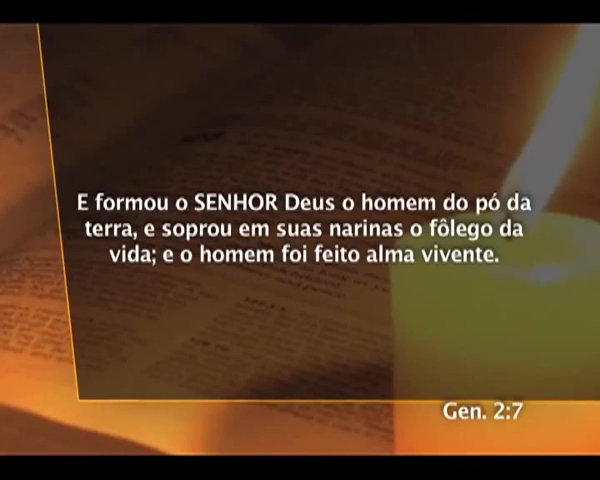 E formou o SENHOR Deus o homem do pó da
terra, e soprou em suas narinas o fôlego da
vida; e o homem foi feito alma vivente.
Gen. 2:7